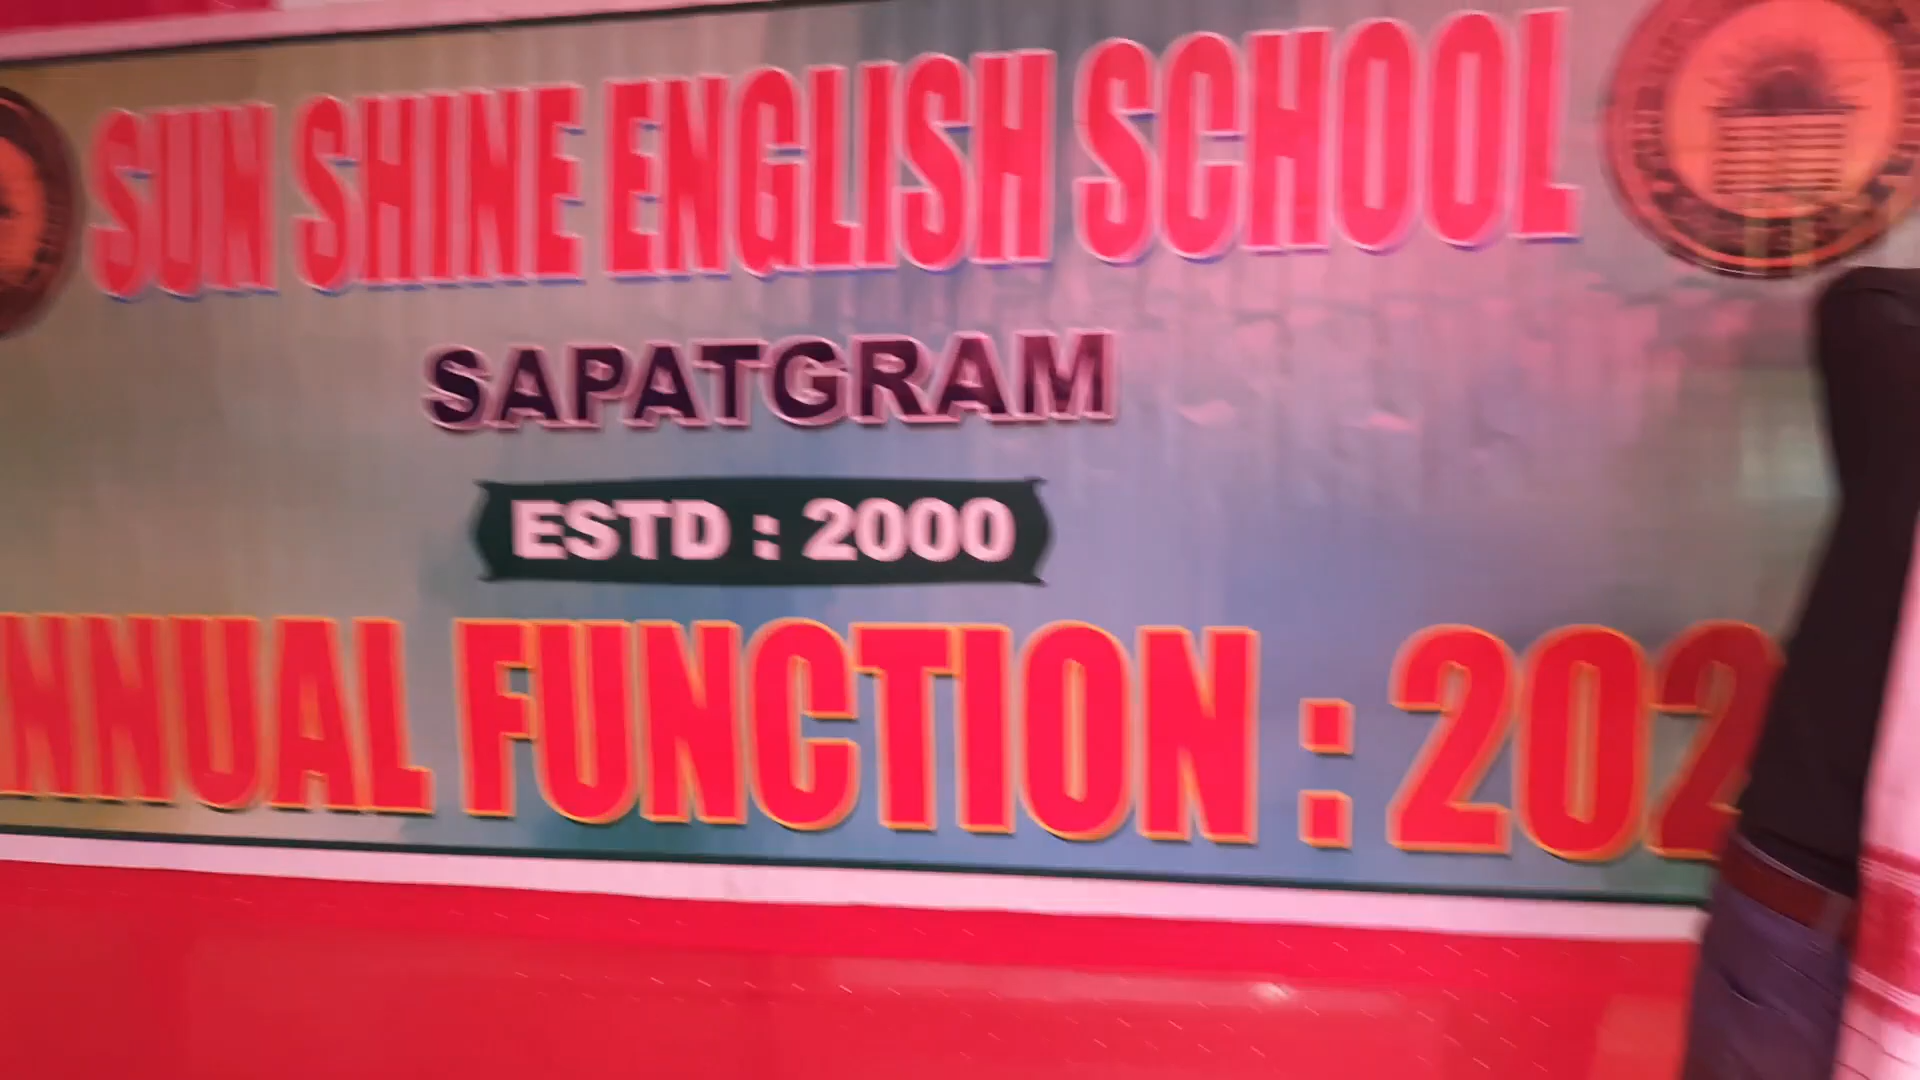 SUN SHINE ENGLISH SCHOOL
SAPATGRAM
ESTD : 2000
NNUAL FUNCTION : 202